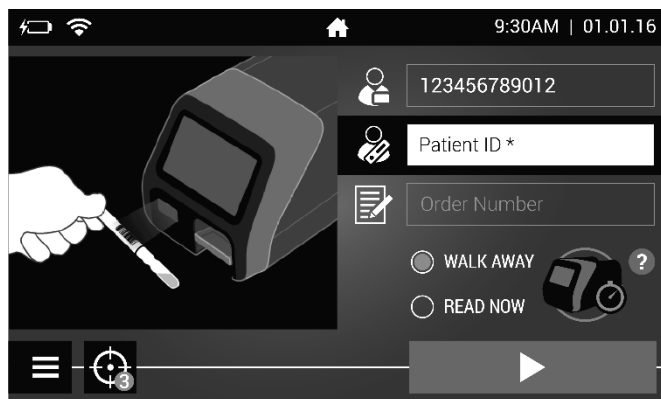 9:30AM | 01.01.16
123456789012
Patient ID *
Order Number
WALK AWAY
?
READ NOW
3